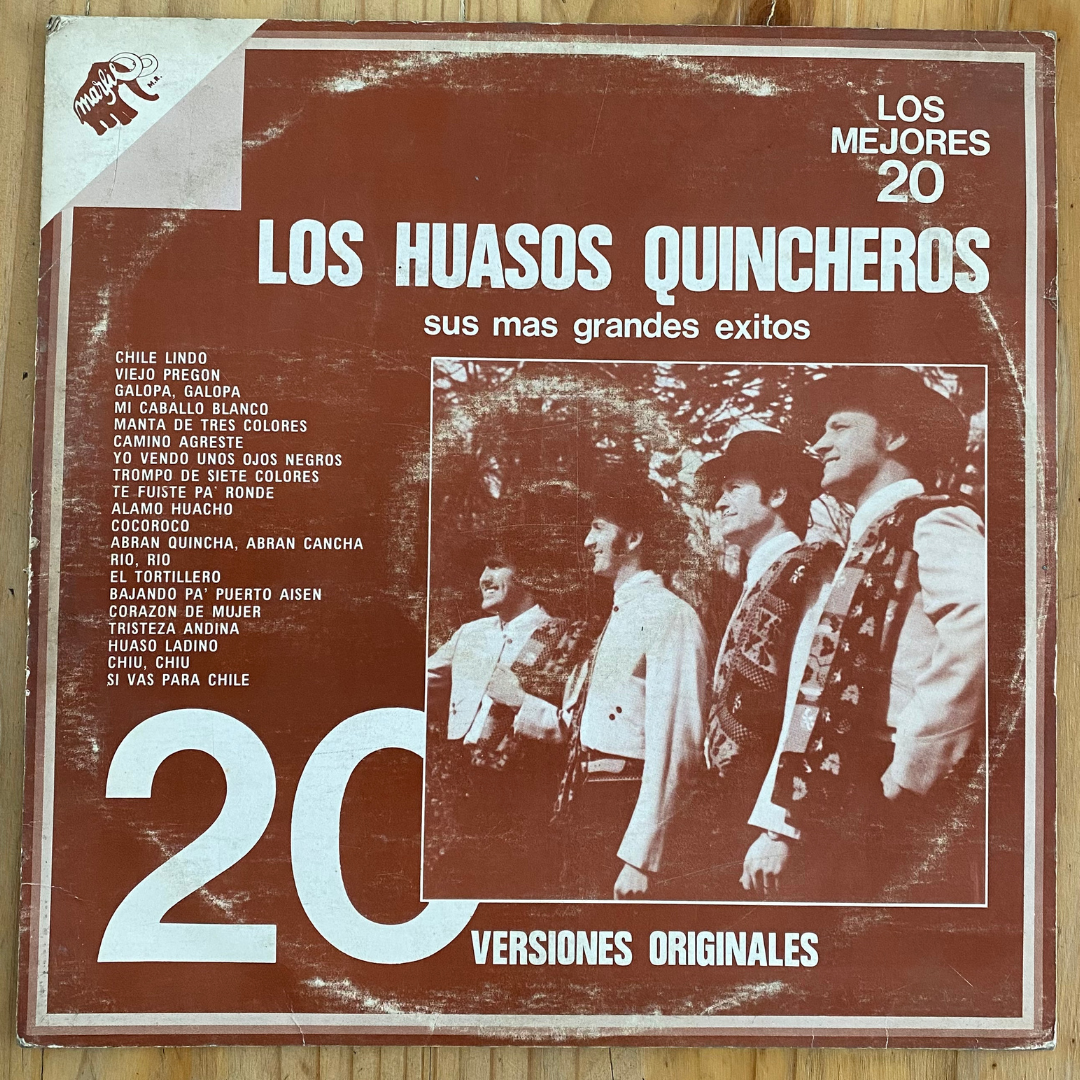 marfil
M.R.
LOS
MEJORES
20
LOS HUASOS QUINCHEROS
sus mas grandes exitos
CHILE LINDO
VIEJO PREGON
GALOPA, GALOPA
MI CABALLO BLANCO
MANTA DE TRES COLORES
CAMINO AGRESTE
YO VENDO UNOS OJOS NEGROS
TROMPO DE SIETE COLORES
TE FUISTE PA' RONDE
ALAMO HUACHO
COCOROCO
ABRAN QUINCHA, ABRAN CANCHA
RIO, RIO
EL TORTILLERO
BAJANDO PA' PUERTO AISEN
CORAZON DE MUJER
TRISTEZA ANDINA
HUASO LADINO
CHIU, CHIU
SI VAS PARA CHILE
20
VERSIONES ORIGINALES